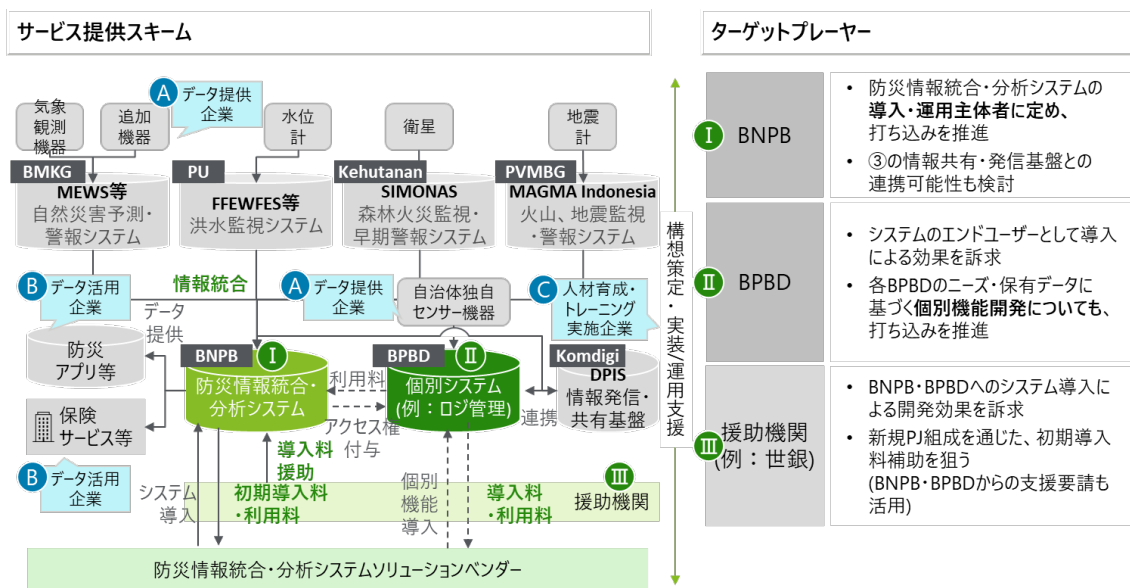 サービス提供スキーム
ターゲットプレーヤー
気象
観測
機器
追加
機器
A
データ提供
企業
水位
計
衛星
地震
計
BMKG
MEWS等
自然災害予測・
警報システム
PU
FFEWFES等
洪水監視システム
Kehutanan
SIMONAS
森林火災監視・
早期警報システム
PVMBG
MAGMA Indonesia
火山、地震監視
・警報システム
B
データ活用
企業
情報統合
A
データ提供
企業
自治体独自
センサー機器
C
人材育成・
トレーニング
実施企業
データ
提供
防災
アプリ等
保険
サービス等
B
データ活用
企業
BNPB
I
防災情報統合・
分析システム
利用料
アクセス権
付与
BPBD
II
個別システム
(例：ロジ管理)
連携
Komdigi
DPIS
情報発信・
共有基盤
導入料
援助
システム
導入
初期導入料
・利用料
個別
機能
導入
導入料
・利用料
III
援助機関
防災情報統合・分析システムソリューションベンダー
構想策定・実装/運用支援
I
BNPB
• 防災情報統合・分析システムの
導入・運用主体者に定め、
打ち込みを推進
• ③の情報共有・発信基盤との
連携可能性も検討
II
BPBD
• システムのエンドユーザーとして導入
による効果を訴求
• 各BPBDのニーズ・保有データに
基づく個別機能開発についても、
打ち込みを推進
III
援助機関
(例：世銀)
• BNPB・BPBDへのシステム導入に
よる開発効果を訴求
• 新規PJ組成を通じた、初期導入
料補助を狙う
(BNPB・BPBDからの支援要請も
活用)